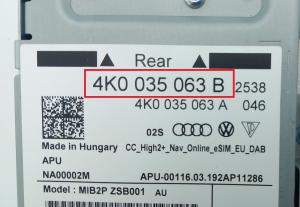 Rear
4K0 035 063 B 2538
4K0 035 063 A 046
02S
Made in Hungary CC_High2+_Nav_Online_eSIM_EU_DAB
APU APU-00116.03.192AP11286
NA00002M
Model: MIB2P ZSB001 AU